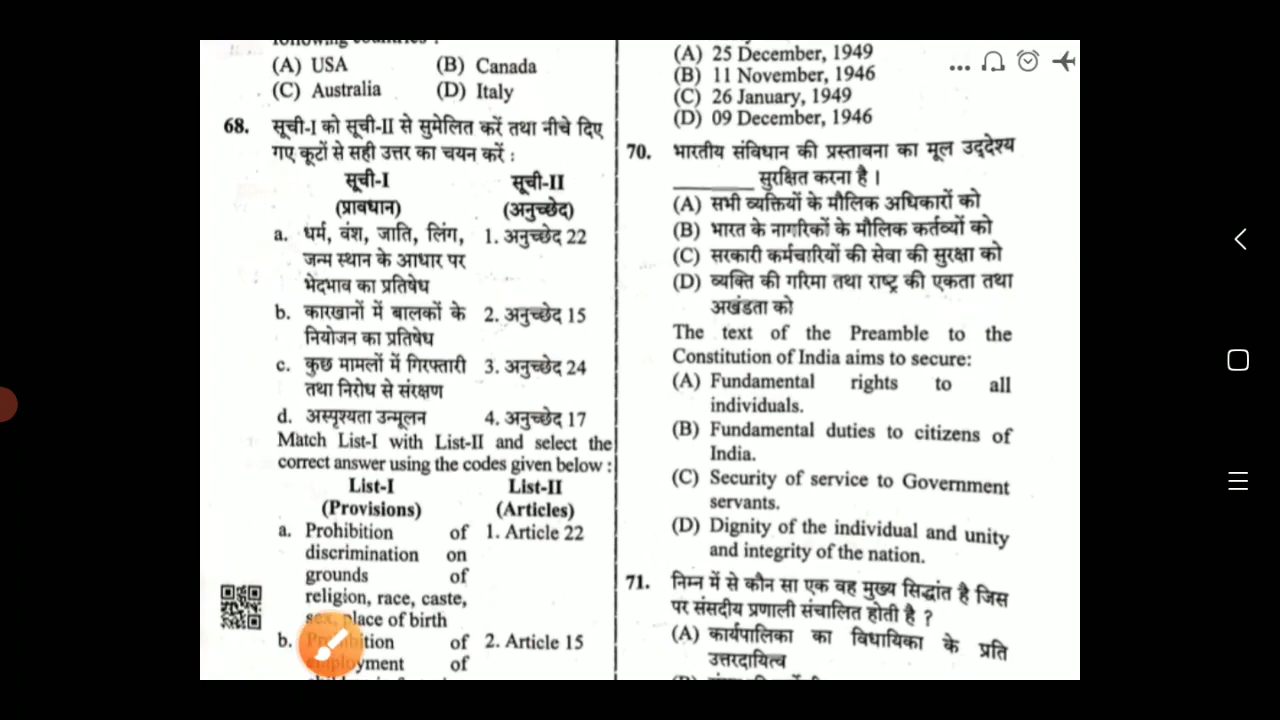 following countries :
(A) USA (B) Canada
(C) Australia (D) Italy
68. सूची-I को सूची-II से सुमेलित करें तथा नीचे दिए
गए कूटों से सही उत्तर का चयन करें :
सूची-I सूची-II
(प्रावधान) (अनुच्छेद)
a. धर्म, वंश, जाति, लिंग, 1. अनुच्छेद 22
जन्म स्थान के आधार पर
भेदभाव का प्रतिषेध
b. कारखानों में बालकों के 2. अनुच्छेद 15
नियोजन का प्रतिषेध
c. कुछ मामलों में गिरफ्तारी 3. अनुच्छेद 24
तथा निरोध से संरक्षण
d. अस्पृश्यता उन्मूलन 4. अनुच्छेद 17
Match List-I with List-II and select the
correct answer using the codes given below :
List-I List-II
(Provisions) (Articles)
a. Prohibition of 1. Article 22
discrimination on
grounds of
religion, race, caste,
sex, place of birth
b. Prohibition of 2. Article 15
employment of
(A) 25 December, 1949
(B) 11 November, 1946
(C) 26 January, 1949
(D) 09 December, 1946
70. भारतीय संविधान की प्रस्तावना का मूल उद्देश्य
________ सुरक्षित करना है ।
(A) सभी व्यक्तियों के मौलिक अधिकारों को
(B) भारत के नागरिकों के मौलिक कर्तव्यों को
(C) सरकारी कर्मचारियों की सेवा की सुरक्षा को
(D) व्यक्ति की गरिमा तथा राष्ट्र की एकता तथा
अखंडता को
The text of the Preamble to the
Constitution of India aims to secure:
(A) Fundamental rights to all
individuals.
(B) Fundamental duties to citizens of
India.
(C) Security of service to Government
servants.
(D) Dignity of the individual and unity
and integrity of the nation.
71. निम्न में से कौन सा एक वह मुख्य सिद्धांत है जिस
पर संसदीय प्रणाली संचालित होती है ?
(A) कार्यपालिका का विधायिका के प्रति
उत्तरदायित्व